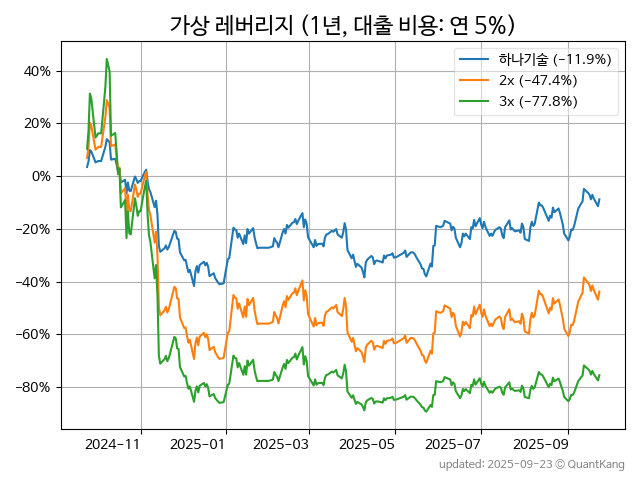 가상 레버리지 (1년, 대출 비용: 연 5%)
하나기술 (-11.9%)
2x (-47.4%)
3x (-77.8%)
40%
20%
0%
−20%
−40%
−60%
−80%
2024-11
2025-01
2025-03
2025-05
2025-07
2025-09
updated: 2025-09-23 © QuantKang